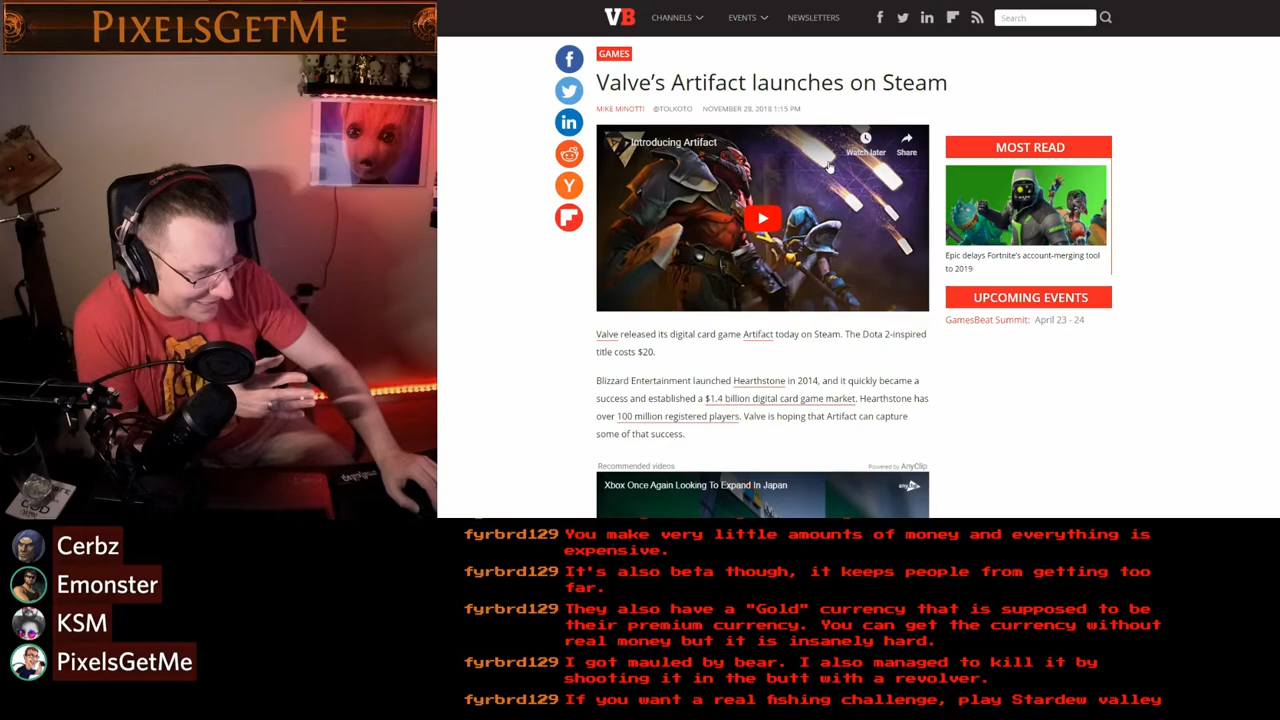 PIXELSGETME
VB CHANNELS EVENTS NEWSLETTERS Search
GAMES
Valve's Artifact launches on Steam
MIKE MINOTTI @TOLKOTO NOVEMBER 28, 2018 1:15 PM
Introducing Artifact
Watch later Share
MOST READ
Epic delays Fortnite's account-merging tool
to 2019
UPCOMING EVENTS
GamesBeat Summit: April 23 - 24
Valve released its digital card game Artifact today on Steam. The Dota 2-inspired
title costs $20.
Blizzard Entertainment launched Hearthstone in 2014, and it quickly became a
success and established a $1.4 billion digital card game market. Hearthstone has
over 100 million registered players. Valve is hoping that Artifact can capture
some of that success.
Recommended videos Powered by AnyClip
Xbox Once Again Looking To Expand In Japan
Cerbz
Emonster
KSM
PixelsGetMe
fyrbrd129 You make very little amounts of money and everything is
expensive.
fyrbrd129 It's also beta though, it keeps people from getting too
far.
fyrbrd129 They also have a "Gold" currency that is supposed to be
their premium currency. You can get the currency without
real money but it is insanely hard.
fyrbrd129 I got mauled by bear. I also managed to kill it by
shooting it in the butt with a revolver.
fyrbrd129 If you want a real fishing challenge, play Stardew valley